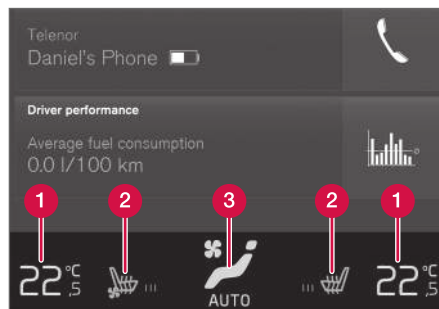 Telenor
Daniel's Phone
Driver performance
Average fuel consumption
0.0 l/100 km
1 2 3 2 1
22°C,5 22°C,5
AUTO